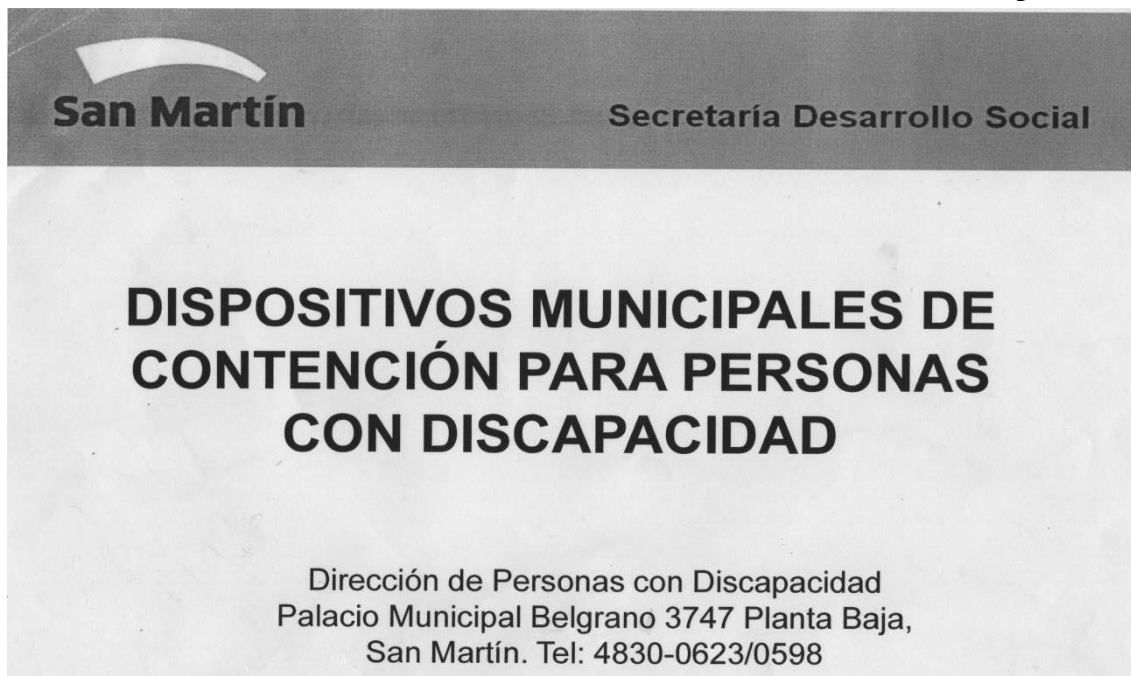 San Martín
Secretaría Desarrollo Social
DISPOSITIVOS MUNICIPALES DE
CONTENCIÓN PARA PERSONAS
CON DISCAPACIDAD
Dirección de Personas con Discapacidad
Palacio Municipal Belgrano 3747 Planta Baja,
San Martín. Tel: 4830-0623/0598